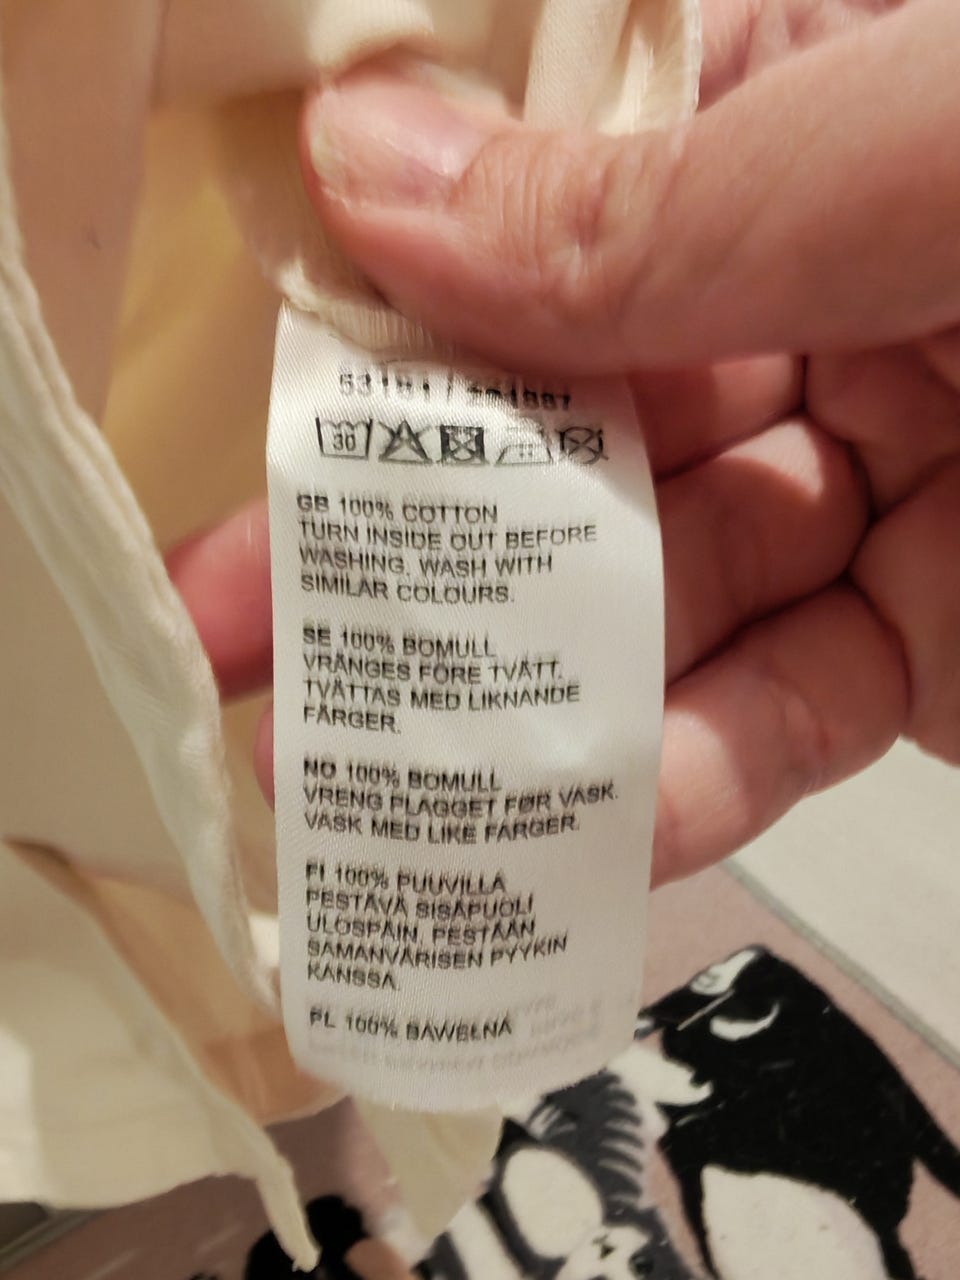 30
GB 100% COTTON
TURN INSIDE OUT BEFORE
WASHING. WASH WITH
SIMILAR COLOURS.
SE 100% BOMULL
VRÄNGES FÖRE TVÄTT.
TVÄTTAS MED LIKNANDE
FÄRGER.
NO 100% BOMULL
VRENG PLAGGET FØR VASK.
VASK MED LIKE FARGER.
FI 100% PUUVILLA
PESTÄVÄ SISÄPUOLI
ULOSPÄIN. PESTÄÄN
SAMANVÄRISEN PYYKIN
KANSSA.
PL 100% BAWEŁNA